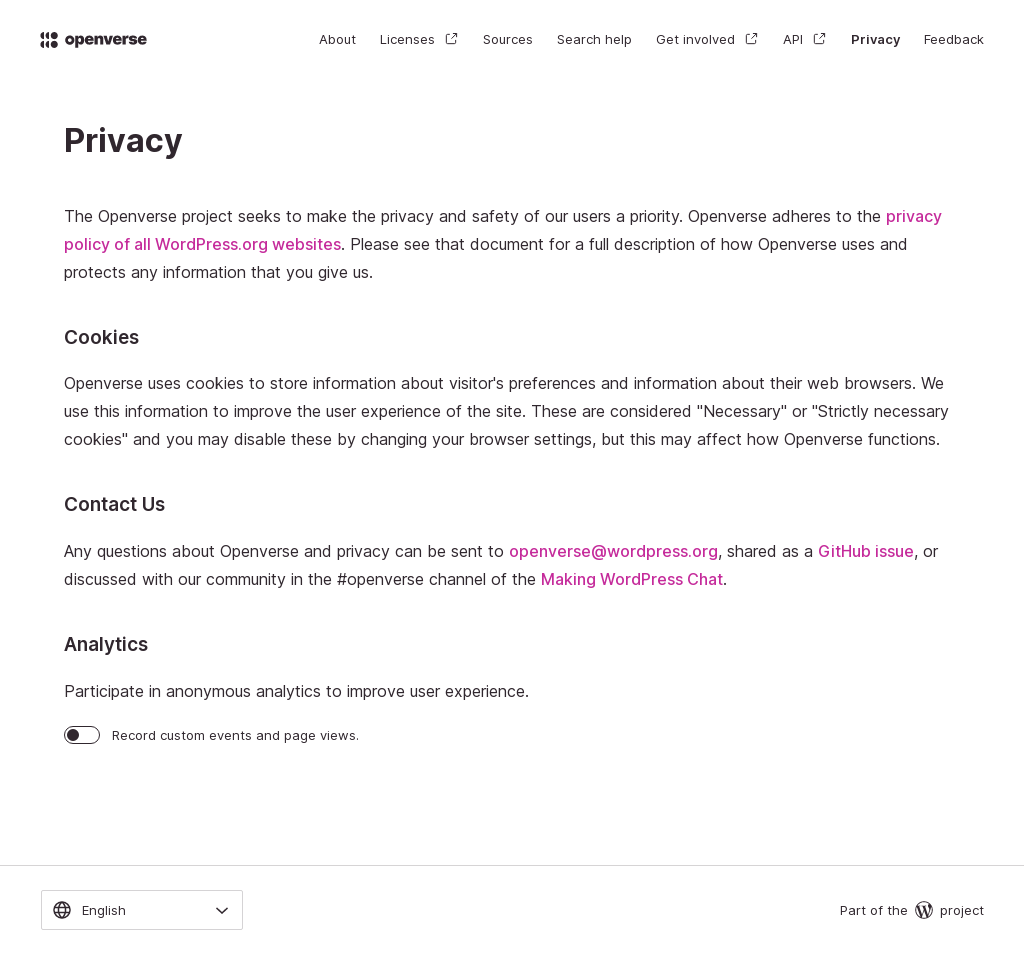 openverse
About
Licenses
Sources
Search help
Get involved
API
Privacy
Feedback
Privacy
The Openverse project seeks to make the privacy and safety of our users a priority. Openverse adheres to the privacy
policy of all WordPress.org websites. Please see that document for a full description of how Openverse uses and
protects any information that you give us.
Cookies
Openverse uses cookies to store information about visitor's preferences and information about their web browsers. We
use this information to improve the user experience of the site. These are considered "Necessary" or "Strictly necessary
cookies" and you may disable these by changing your browser settings, but this may affect how Openverse functions.
Contact Us
Any questions about Openverse and privacy can be sent to openverse@wordpress.org, shared as a GitHub issue, or
discussed with our community in the #openverse channel of the Making WordPress Chat.
Analytics
Participate in anonymous analytics to improve user experience.
Record custom events and page views.
English
Part of the project